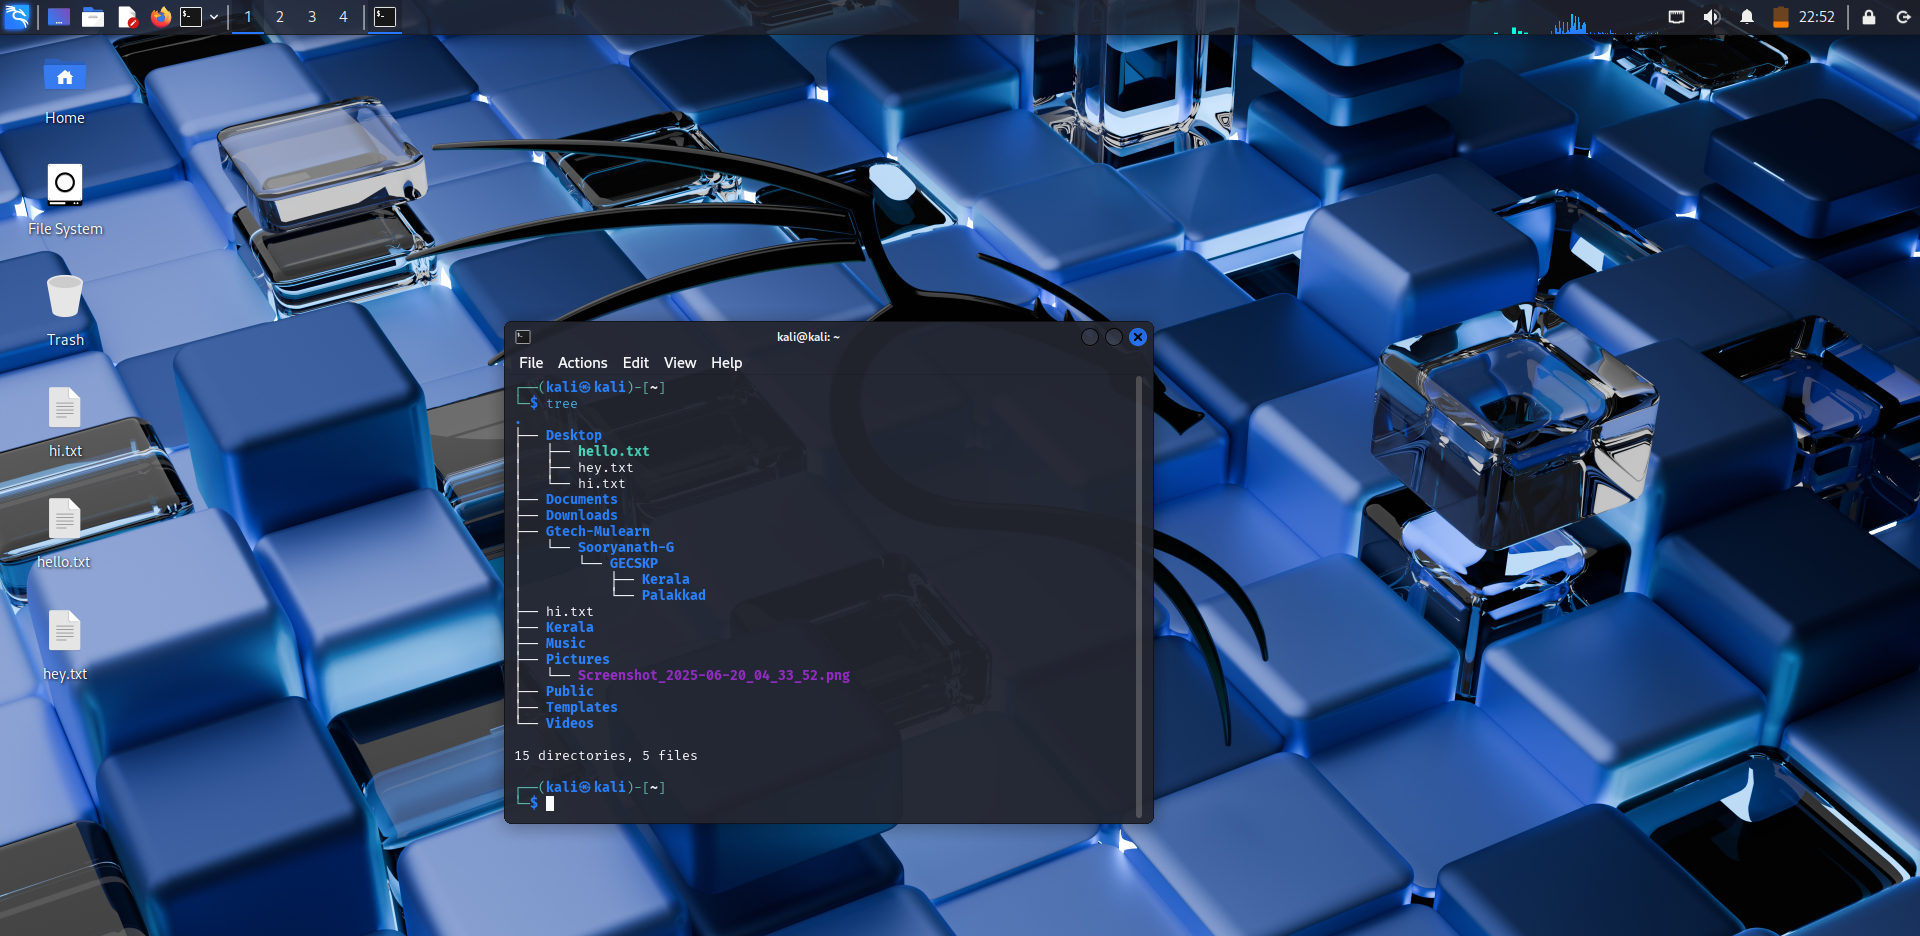 1 2 3 4
22:52
Home
File System
Trash
hi.txt
hello.txt
hey.txt
kali@kali: ~
File Actions Edit View Help
┌──(kali㉿kali)-[~]
└─$ tree
.
├── Desktop
│   ├── hello.txt
│   ├── hey.txt
│   └── hi.txt
├── Documents
├── Downloads
├── Gtech-Mulearn
│   └── Sooryanath-G
│       └── GECSKP
│           ├── Kerala
│           └── Palakkad
├── hi.txt
├── Kerala
├── Music
├── Pictures
│   └── Screenshot_2025-06-20_04_33_52.png
├── Public
├── Templates
└── Videos
15 directories, 5 files
┌──(kali㉿kali)-[~]
└─$